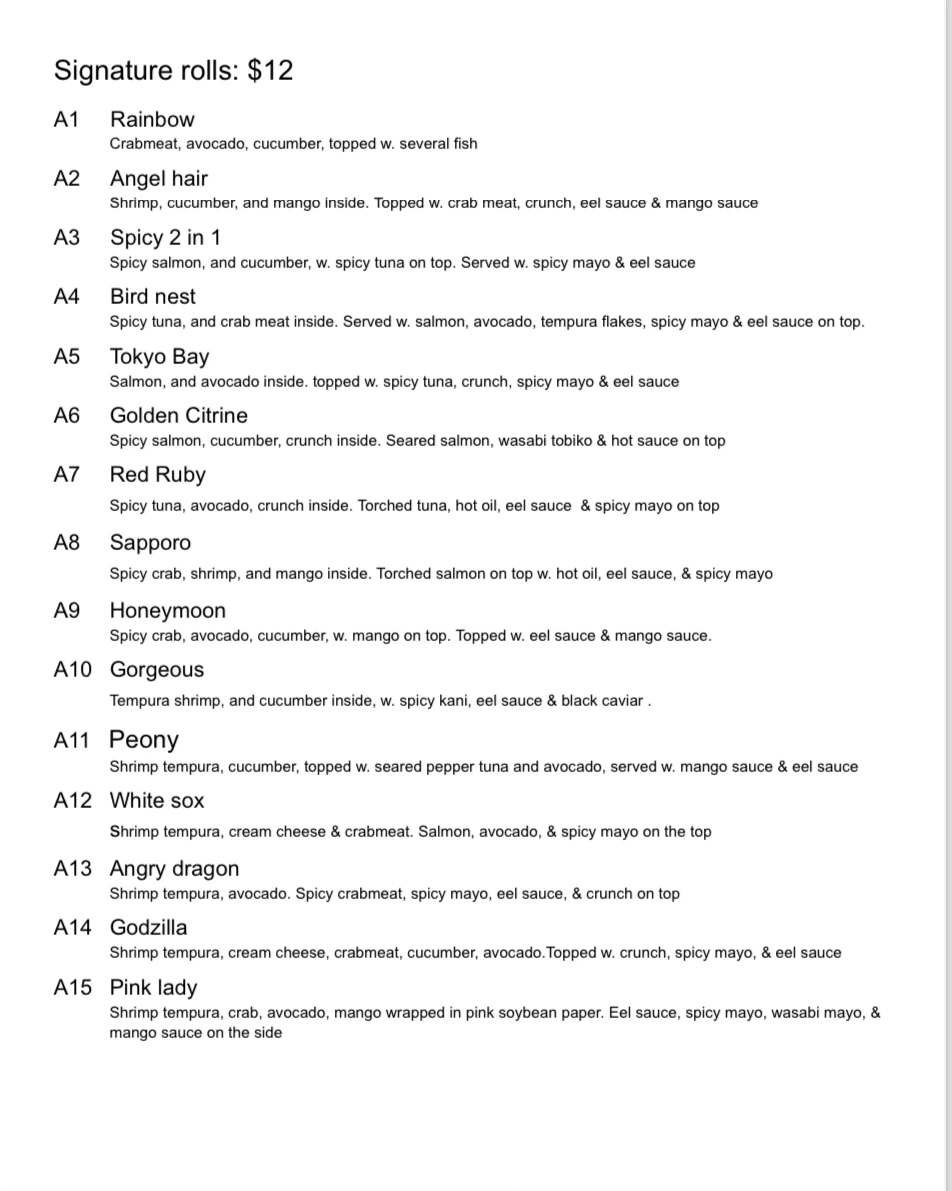 Signature rolls: $12
A1 Rainbow
Crabmeat, avocado, cucumber, topped w. several fish
A2 Angel hair
Shrimp, cucumber, and mango inside. Topped w. crab meat, crunch, eel sauce & mango sauce
A3 Spicy 2 in 1
Spicy salmon, and cucumber, w. spicy tuna on top. Served w. spicy mayo & eel sauce
A4 Bird nest
Spicy tuna, and crab meat inside. Served w. salmon, avocado, tempura flakes, spicy mayo & eel sauce on top.
A5 Tokyo Bay
Salmon, and avocado inside. topped w. spicy tuna, crunch, spicy mayo & eel sauce
A6 Golden Citrine
Spicy salmon, cucumber, crunch inside. Seared salmon, wasabi tobiko & hot sauce on top
A7 Red Ruby
Spicy tuna, avocado, crunch inside. Torched tuna, hot oil, eel sauce  & spicy mayo on top
A8 Sapporo
Spicy crab, shrimp, and mango inside. Torched salmon on top w. hot oil, eel sauce, & spicy mayo
A9 Honeymoon
Spicy crab, avocado, cucumber, w. mango on top. Topped w. eel sauce & mango sauce.
A10 Gorgeous
Tempura shrimp, and cucumber inside, w. spicy kani, eel sauce & black caviar .
A11 Peony
Shrimp tempura, cucumber, topped w. seared pepper tuna and avocado, served w. mango sauce & eel sauce
A12 White sox
Shrimp tempura, cream cheese & crabmeat. Salmon, avocado, & spicy mayo on the top
A13 Angry dragon
Shrimp tempura, avocado. Spicy crabmeat, spicy mayo, eel sauce, & crunch on top
A14 Godzilla
Shrimp tempura, cream cheese, crabmeat, cucumber, avocado.Topped w. crunch, spicy mayo, & eel sauce
A15 Pink lady
Shrimp tempura, crab, avocado, mango wrapped in pink soybean paper. Eel sauce, spicy mayo, wasabi mayo, &
mango sauce on the side